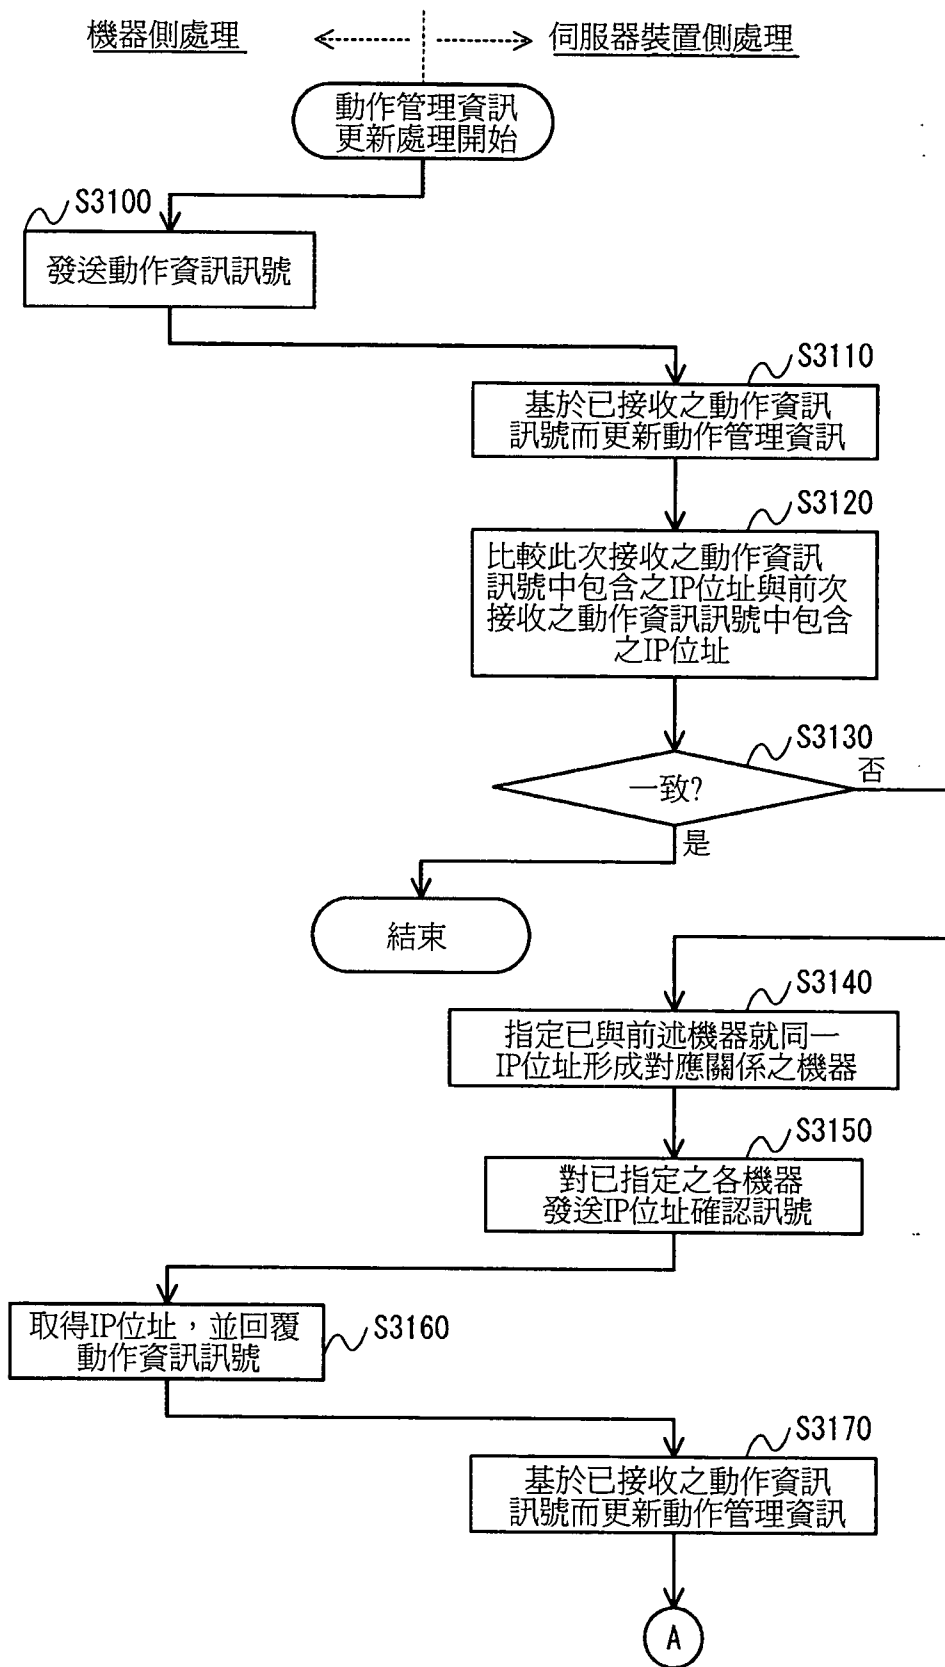 機器側處理
伺服器裝置側處理
動作管理資訊
更新處理開始
S3100
發送動作資訊訊號
S3110
基於已接收之動作資訊
訊號而更新動作管理資訊
S3120
比較此次接收之動作資訊
訊號中包含之IP位址與前次
接收之動作資訊訊號中包含
之IP位址
S3130
一致?
否
是
結束
S3140
指定已與前述機器就同一
IP位址形成對應關係之機器
S3150
對已指定之各機器
發送IP位址確認訊號
取得IP位址，並回覆
動作資訊訊號
S3160
S3170
基於已接收之動作資訊
訊號而更新動作管理資訊
A